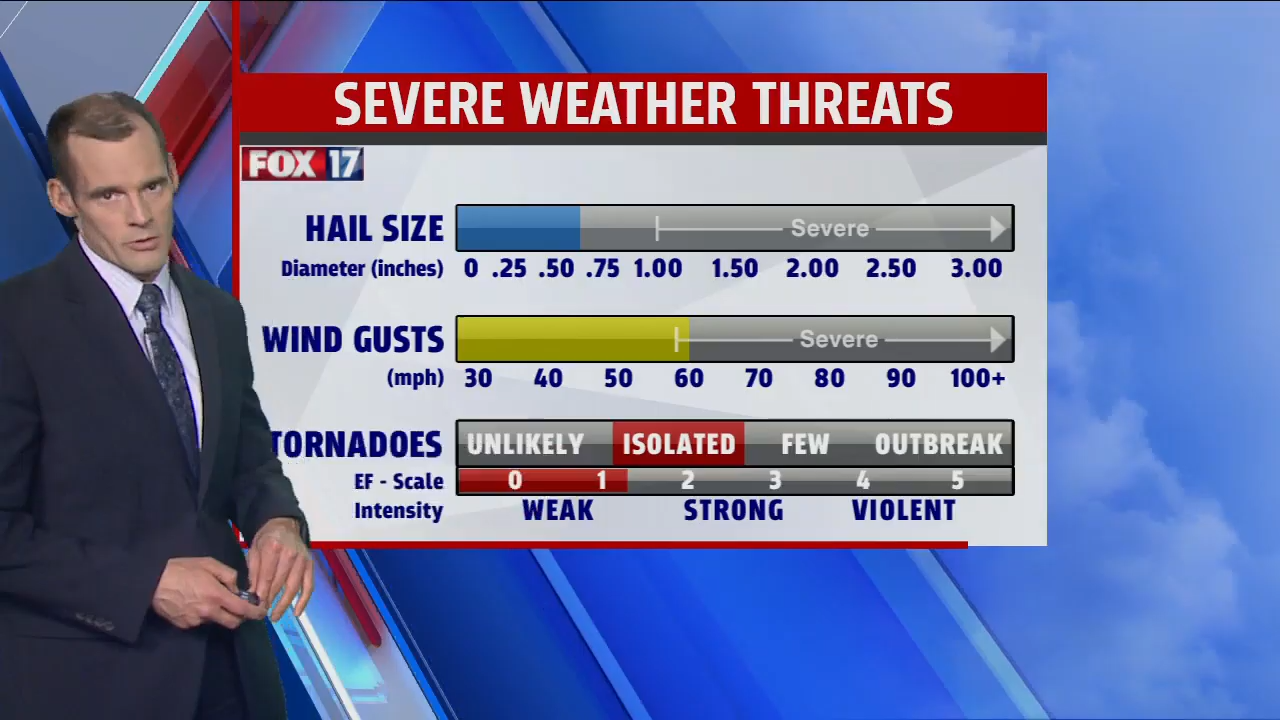 SEVERE WEATHER THREATS
FOX 17
HAIL SIZE
Severe
Diameter (inches) 0 .25 .50 .75 1.00 1.50 2.00 2.50 3.00
WIND GUSTS
Severe
(mph) 30 40 50 60 70 80 90 100+
TORNADOES UNLIKELY ISOLATED FEW OUTBREAK
EF - Scale 0 1 2 3 4 5
Intensity WEAK STRONG VIOLENT